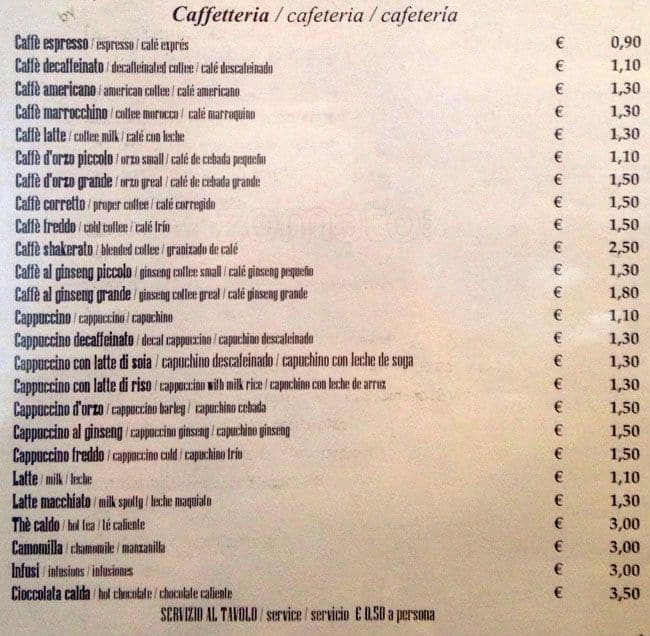 Caffetteria / cafeteria / cafetería
Caffè espresso / espresso / café exprés € 0,90
Caffè decaffeinato / decaffeinated coffee / café descafeinado € 1,10
Caffè americano / american coffee / café americano € 1,30
Caffè marrocchino / coffee morocco / café marroquino € 1,30
Caffè latte / coffee milk / café con leche € 1,30
Caffè d'orzo piccolo / orzo small / café de cebada pequeño € 1,10
Caffè d'orzo grande / orzo great / café de cebada grande € 1,50
Caffè corretto / proper coffee / café corregido € 1,50
Caffè freddo / cold coffee / café frío € 1,50
Caffè shakerato / blended coffee / granizado de café € 2,50
Caffè al ginseng piccolo / ginseng coffee small / café ginseng pequeño € 1,30
Caffè al ginseng grande / ginseng coffee great / café ginseng grande € 1,80
Cappuccino / cappuccino / capuchino € 1,10
Cappuccino decaffeinato / decaf cappuccino / capuchino descafeinado € 1,30
Cappuccino con latte di soia / capuchino descafeinado / capuchino con leche de soya € 1,30
Cappuccino con latte di riso / cappuccino with milk rice / capuchino con leche de arroz € 1,30
Cappuccino d'orzo / cappuccino barley / capuchino cebada € 1,50
Cappuccino al ginseng / cappuccino ginseng / capuching ginseng € 1,50
Cappuccino freddo / cappuccino cold / capuchino frío € 1,50
Latte / milk / leche € 1,10
Latte macchiato / milk spotty / leche maquiato € 1,30
Thè caldo / hot tea / té caliente € 3,00
Camomilla / chamomile / manzanilla € 3,00
Infusi / infusions / infusiones € 3,00
Cioccolata calda / hot chocolate / chocolate caliente € 3,50
SERVIZIO AL TAVOLO / service / servicio € 0,50 a persona
zomato